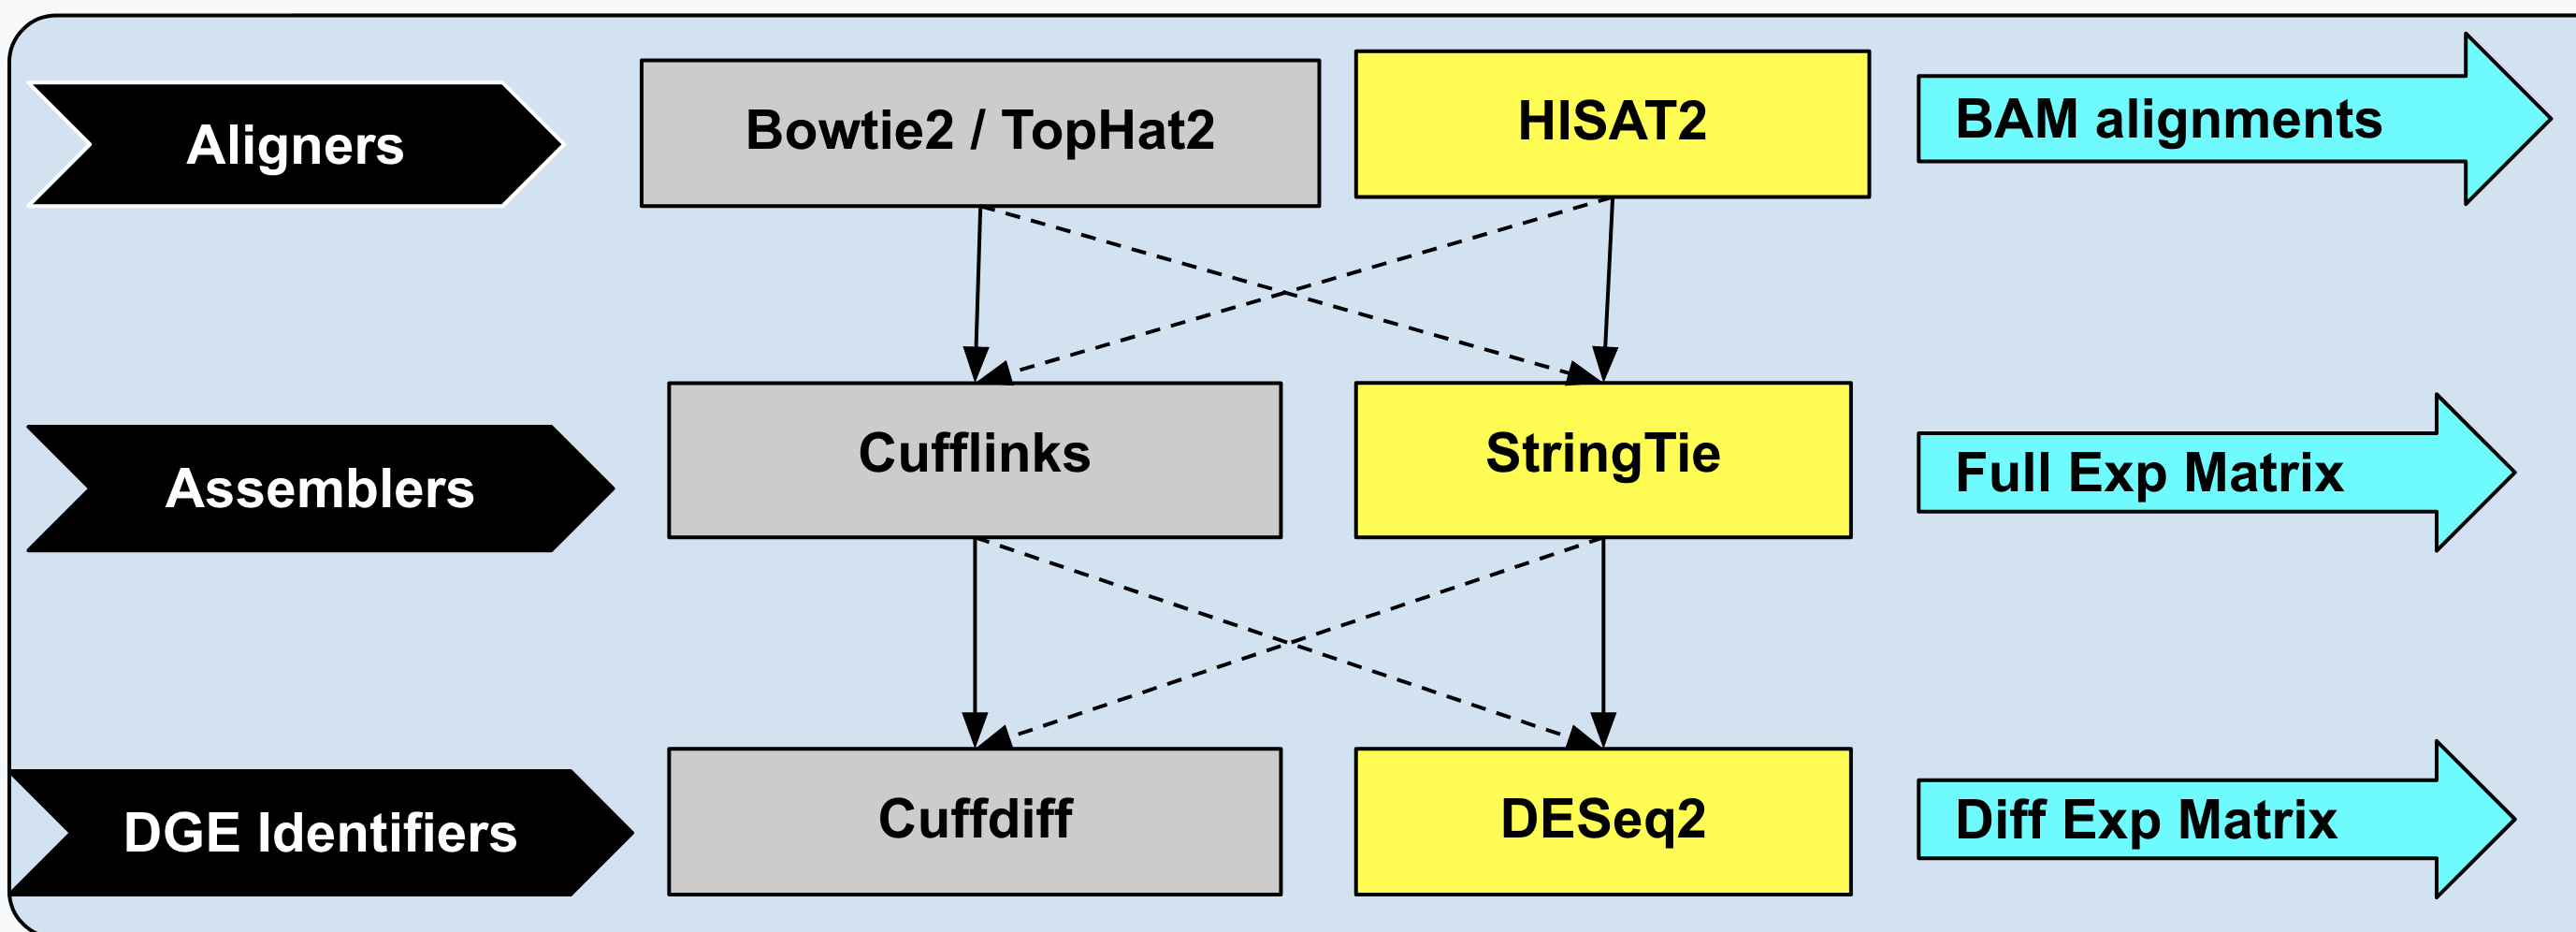 Aligners
Bowtie2 / TopHat2
HISAT2
BAM alignments
Assemblers
Cufflinks
StringTie
Full Exp Matrix
DGE Identifiers
Cuffdiff
DESeq2
Diff Exp Matrix